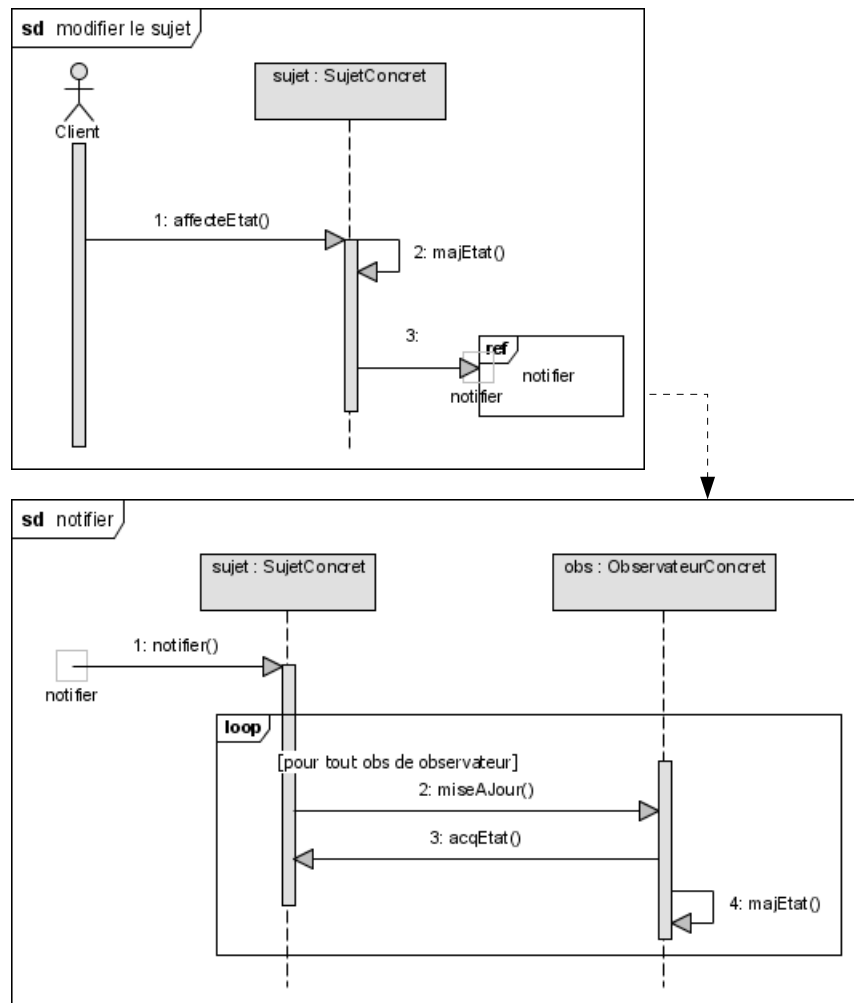 sd modifier le sujet
sujet : SujetConcret
Client
1: affecteEtat()
2: majEtat()
3:
ref
notifier
notifier
sd notifier
sujet : SujetConcret
obs : ObservateurConcret
1: notifier()
notifier
loop
[pour tout obs de observateur]
2: miseAJour()
3: acqEtat()
4: majEtat()